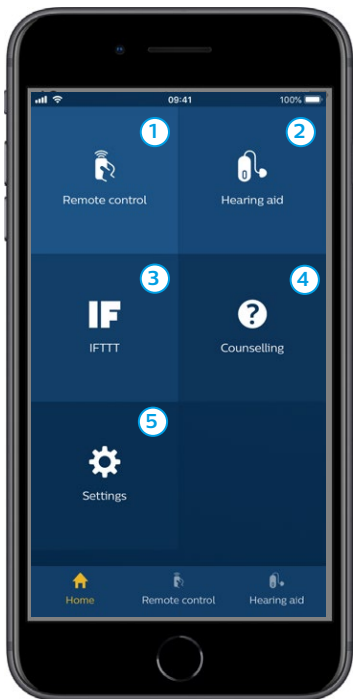 09:41 100%
1 2
Remote control Hearing aid
3 4
IF
IFTTT Counselling
5
Settings
Home Remote control Hearing aid